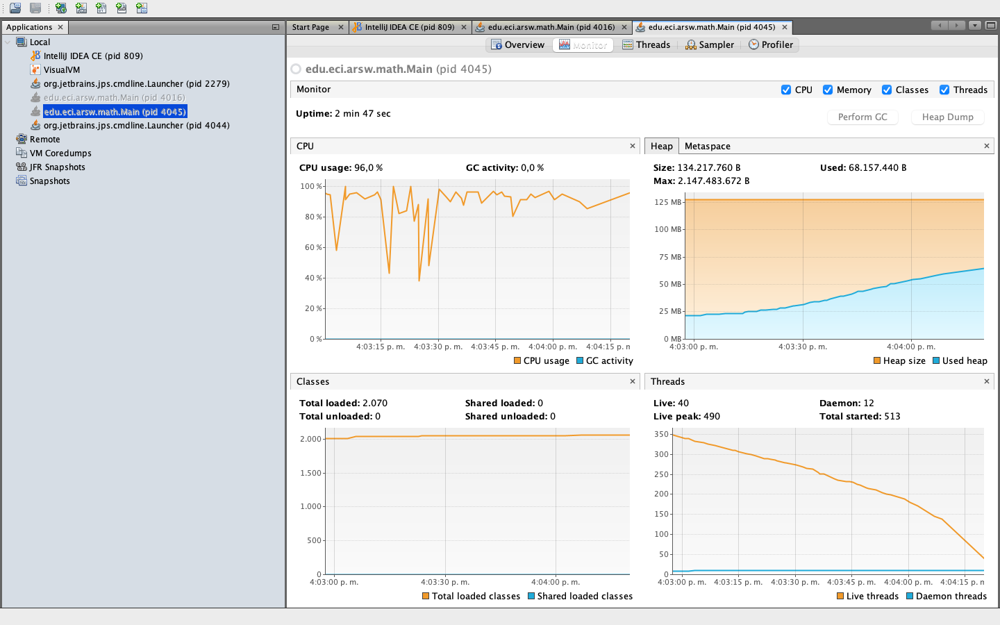 Applications
Start Page
IntelliJ IDEA CE (pid 809)
edu.eci.arsw.math.Main (pid 4016)
edu.eci.arsw.math.Main (pid 4045)
Local
IntelliJ IDEA CE (pid 809)
VisualVM
org.jetbrains.jps.cmdline.Launcher (pid 2279)
edu.eci.arsw.math.Main (pid 4016)
edu.eci.arsw.math.Main (pid 4045)
org.jetbrains.jps.cmdline.Launcher (pid 4044)
Remote
VM Coredumps
JFR Snapshots
Snapshots
Overview Monitor Threads Sampler Profiler
edu.eci.arsw.math.Main (pid 4045)
Monitor
CPU Memory Classes Threads
Uptime: 2 min 47 sec
Perform GC Heap Dump
CPU
CPU usage: 96,0 % GC activity: 0,0 %
100 %
80 %
60 %
40 %
20 %
0 %
4:03:15 p. m. 4:03:30 p. m. 4:03:45 p. m. 4:04:00 p. m. 4:04:15 p. m
CPU usage GC activity
Heap Metaspace
Size: 134.217.760 B Used: 68.157.440 B
Max: 2.147.483.672 B
125 MB
100 MB
75 MB
50 MB
25 MB
0 MB
4:03:00 p. m. 4:03:30 p. m. 4:04:00 p. m.
Heap size Used heap
Classes
Total loaded: 2.070 Shared loaded: 0
Total unloaded: 0 Shared unloaded: 0
2.000
1.500
1.000
500
0
4:03:00 p. m. 4:03:30 p. m. 4:04:00 p. m.
Total loaded classes Shared loaded classes
Threads
Live: 40 Daemon: 12
Live peak: 490 Total started: 513
350
300
250
200
150
100
50
0
4:03:00 p. m. 4:03:15 p. m. 4:03:30 p. m. 4:03:45 p. m. 4:04:00 p. m. 4:04:15 p. m.
Live threads Daemon threads